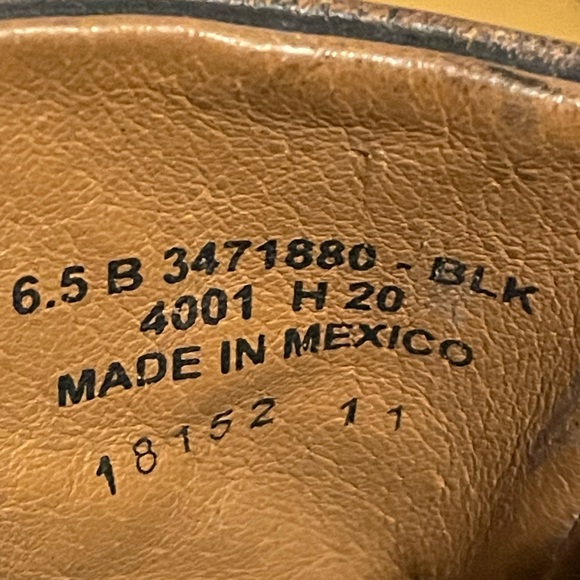 6.5 B 3471880 - BLK
4001 H 20
MADE IN MEXICO
18152 11